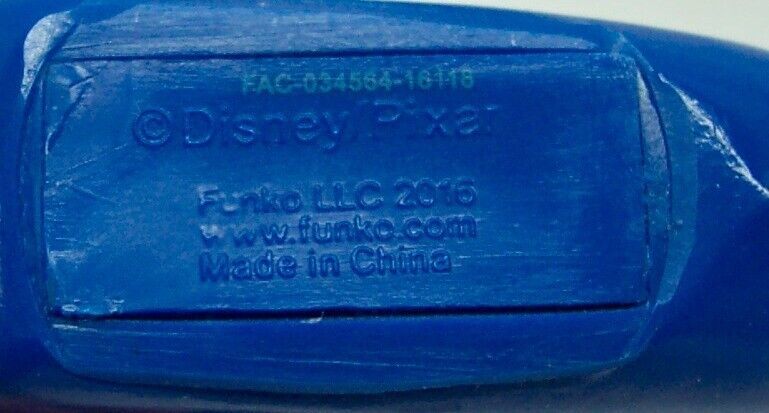 FAC-034564-16118
©Disney/Pixar
Funko LLC 2015
www.funko.com
Made in China